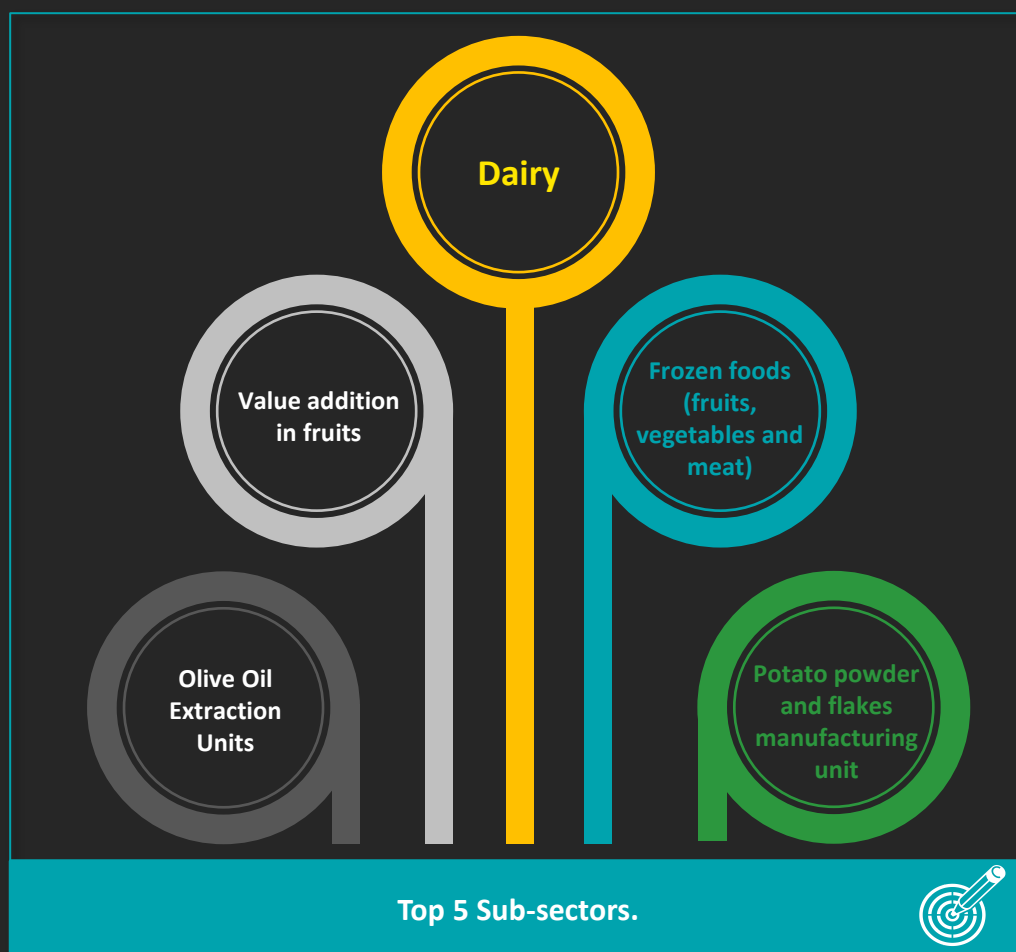 Dairy
Value addition
in fruits
Frozen foods
(fruits,
vegetables and
meat)
Olive Oil
Extraction
Units
Potato powder
and flakes
manufacturing
unit
Top 5 Sub-sectors.